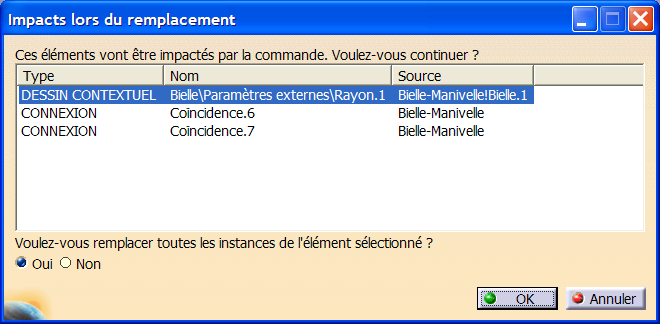 Impacts lors du remplacement
Ces éléments vont être impactés par la commande. Voulez-vous continuer ?
Type Nom Source
DESSIN CONTEXTUEL Bielle\Paramètres externes\Rayon.1 Bielle-Manivelle!Bielle.1
CONNEXION Coïncidence.6 Bielle-Manivelle
CONNEXION Coïncidence.7 Bielle-Manivelle
Voulez-vous remplacer toutes les instances de l'élément sélectionné ?
Oui Non
OK Annuler